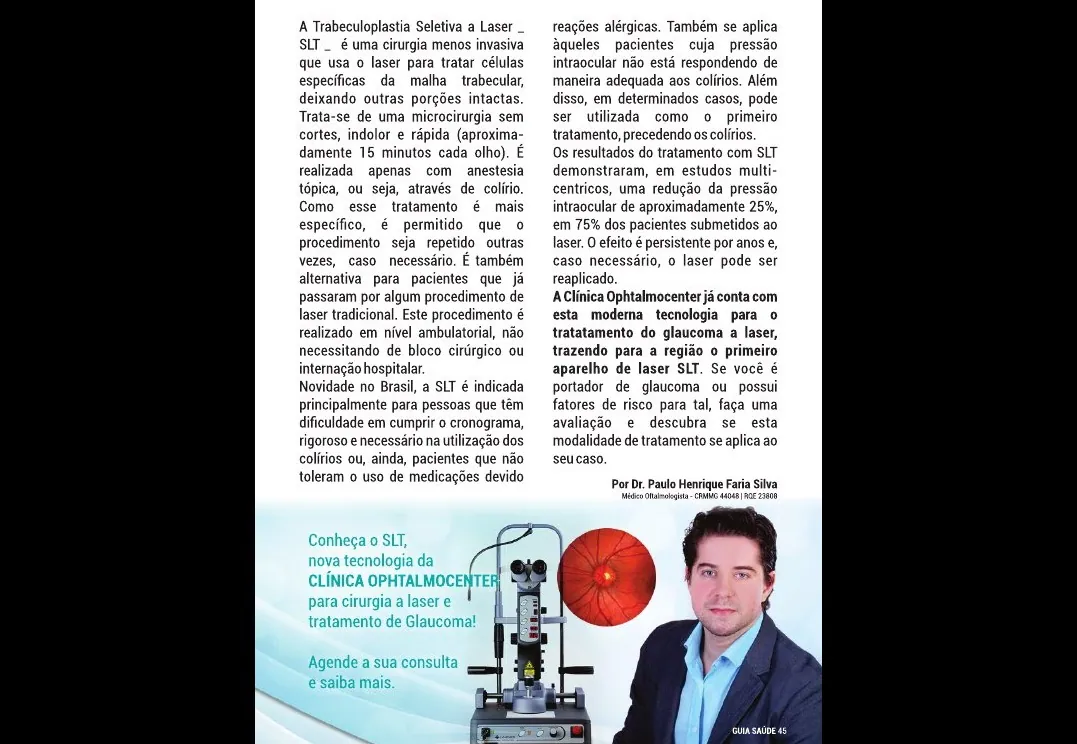 A Trabeculoplastia Seletiva a Laser _
SLT _ é uma cirurgia menos invasiva
que usa o laser para tratar células
específicas da malha trabecular,
deixando outras porções intactas.
Trata-se de uma microcirurgia sem
cortes, indolor e rápida (aproxima-
damente 15 minutos cada olho). É
realizada apenas com anestesia
tópica, ou seja, através de colírio.
Como esse tratamento é mais
específico, é permitido que o
procedimento seja repetido outras
vezes, caso necessário. É também
alternativa para pacientes que já
passaram por algum procedimento de
laser tradicional. Este procedimento é
realizado em nível ambulatorial, não
necessitando de bloco cirúrgico ou
internação hospitalar.
Novidade no Brasil, a SLT é indicada
principalmente para pessoas que têm
dificuldade em cumprir o cronograma,
rigoroso e necessário na utilização dos
colírios ou, ainda, pacientes que não
toleram o uso de medicações devido
reações alérgicas. Também se aplica
àqueles pacientes cuja pressão
intraocular não está respondendo de
maneira adequada aos colírios. Além
disso, em determinados casos, pode
ser utilizada como o primeiro
tratamento, precedendo os colírios.
Os resultados do tratamento com SLT
demonstraram, em estudos multi-
centricos, uma redução da pressão
intraocular de aproximadamente 25%,
em 75% dos pacientes submetidos ao
laser. O efeito é persistente por anos e,
caso necessário, o laser pode ser
reaplicado.
A Clínica Ophtalmocenter já conta com
esta moderna tecnologia para o
tratatamento do glaucoma a laser,
trazendo para a região o primeiro
aparelho de laser SLT. Se você é
portador de glaucoma ou possui
fatores de risco para tal, faça uma
avaliação e descubra se esta
modalidade de tratamento se aplica ao
seu caso.
Por Dr. Paulo Henrique Faria Silva
Médico Oftalmologista - CRMMG 44048 | RQE 23808
Conheça o SLT,
nova tecnologia da
CLÍNICA OPHTALMOCENTER
para cirurgia a laser e
tratamento de Glaucoma!
Agende a sua consulta
e saiba mais.
GUIA SAÚDE 45